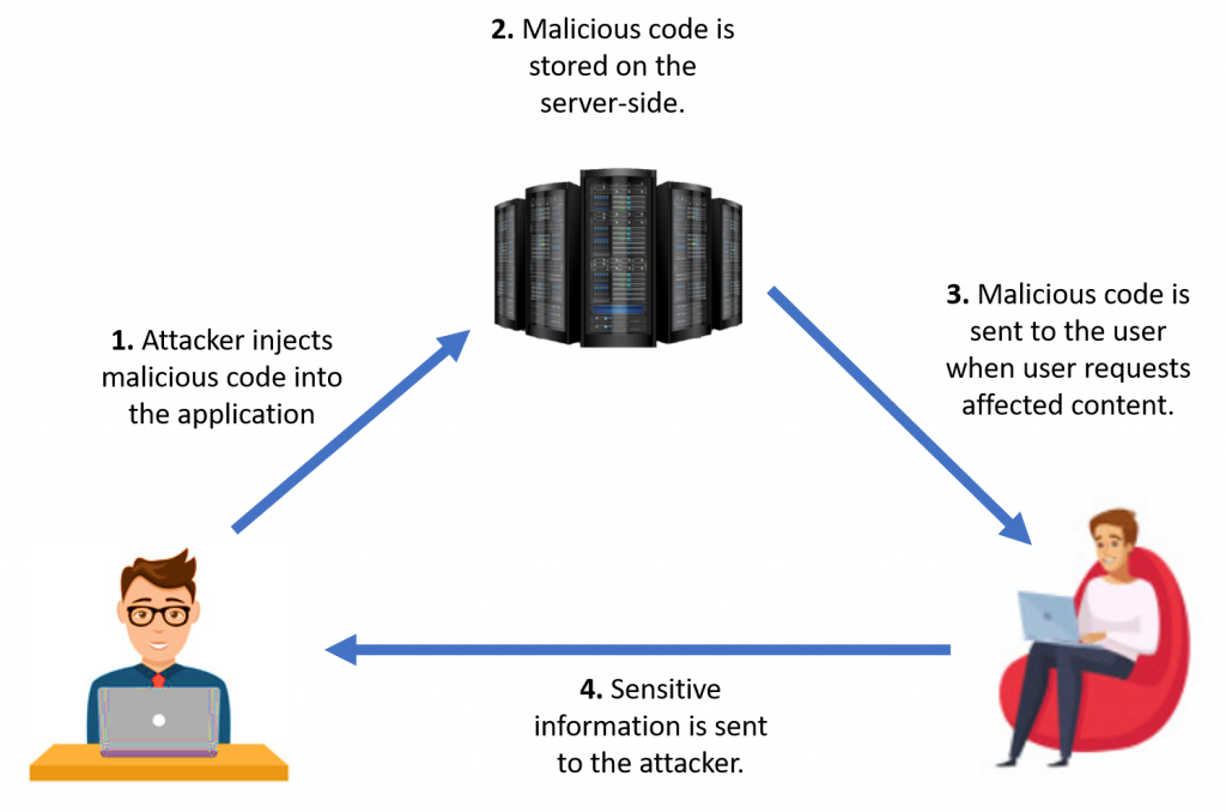 2. Malicious code is
stored on the
server-side.
1. Attacker injects
malicious code into
the application
3. Malicious code is
sent to the user
when user requests
affected content.
4. Sensitive
information is sent
to the attacker.